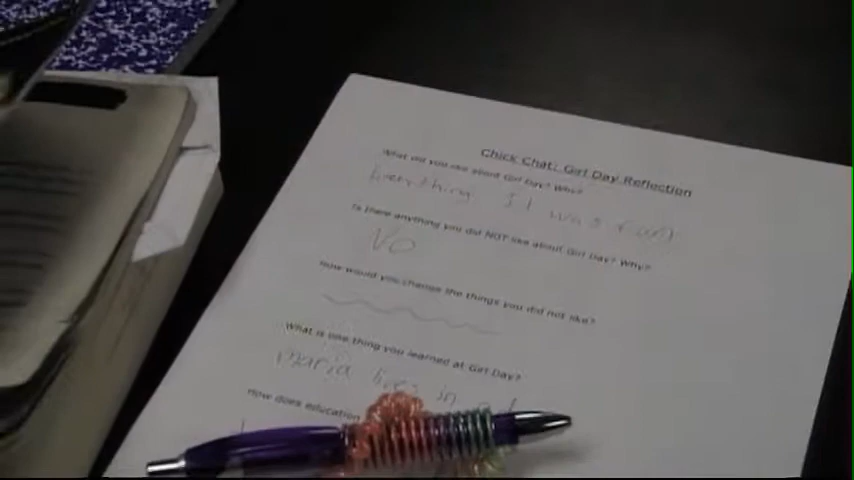 Chick Chat: Girl Day Reflection
What did you like about Girl Day? Why?
Everything It was fun
Is there anything you did NOT like about Girl Day? Why?
No
How would you change the things you did not like?
What is one thing you learned at Girl Day?
maria in
How does education